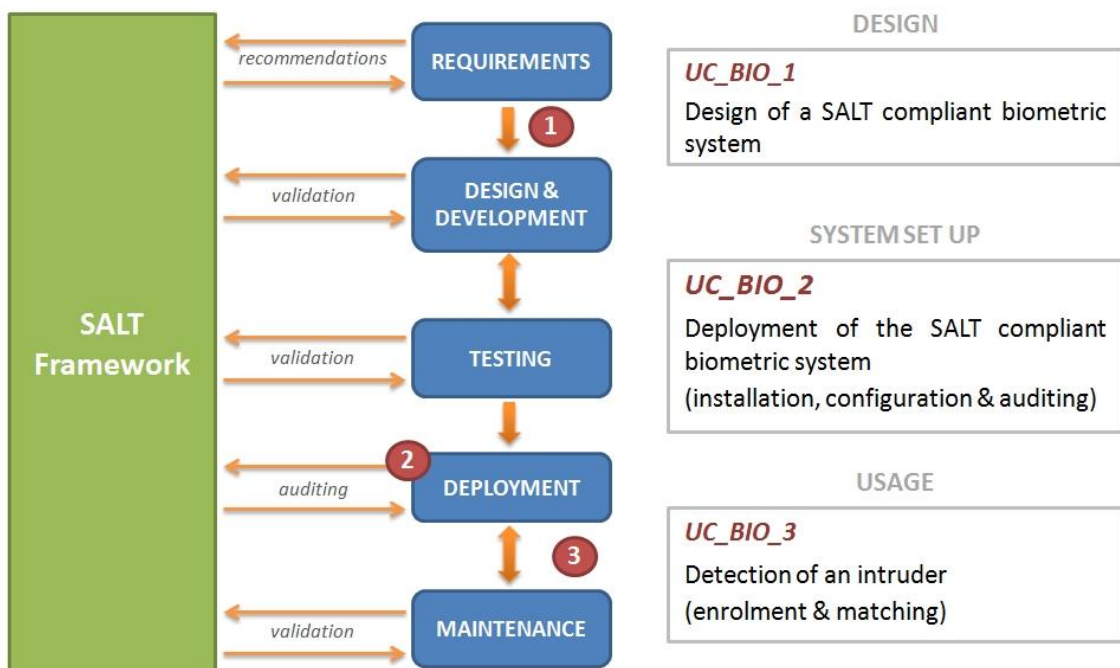 SALT
Framework
recommendations
validation
validation
auditing
validation
REQUIREMENTS
1
DESIGN &
DEVELOPMENT
TESTING
2
DEPLOYMENT
3
MAINTENANCE
DESIGN
UC_BIO_1
Design of a SALT compliant biometric
system
SYSTEM SET UP
UC_BIO_2
Deployment of the SALT compliant
biometric system
(installation, configuration & auditing)
USAGE
UC_BIO_3
Detection of an intruder
(enrolment & matching)